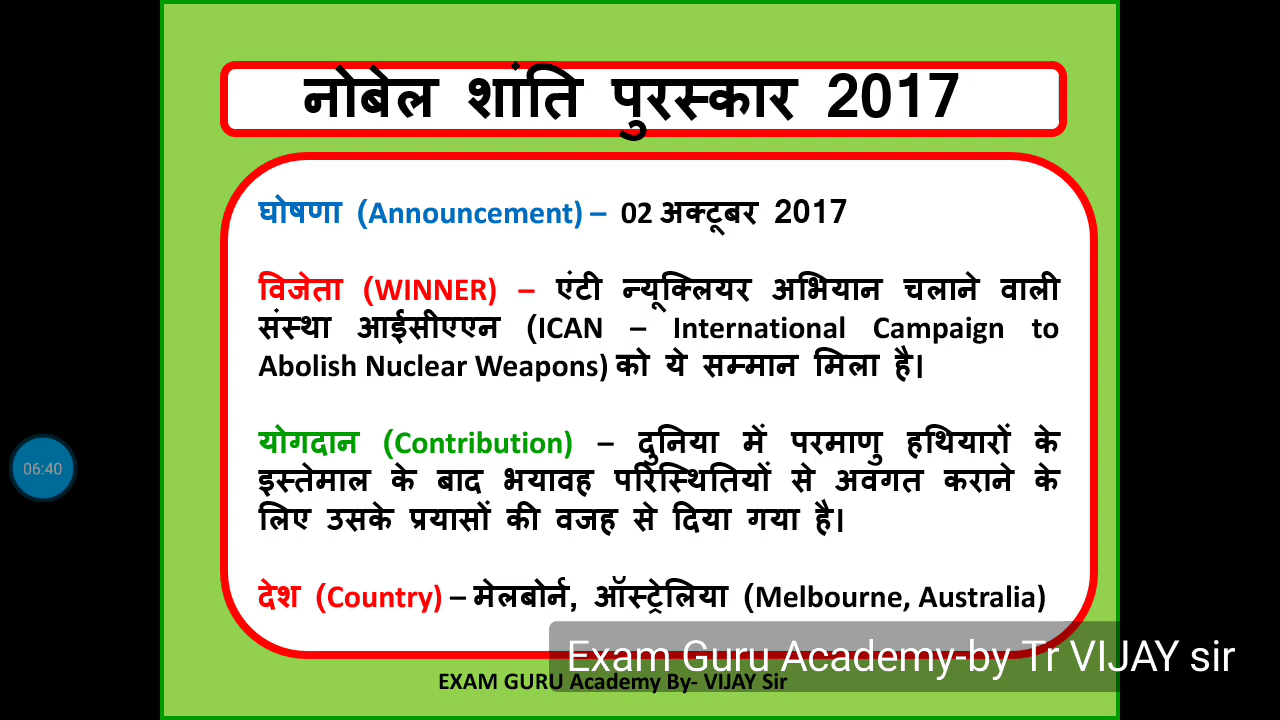 नोबेल शांति पुरस्कार 2017
घोषणा (Announcement) – 02 अक्टूबर 2017
विजेता (WINNER) – एंटी न्यूक्लियर अभियान चलाने वाली
संस्था आईसीएएन (ICAN – International Campaign to
Abolish Nuclear Weapons) को ये सम्मान मिला है।
योगदान (Contribution) – दुनिया में परमाणु हथियारों के
इस्तेमाल के बाद भयावह परिस्थितियों से अवगत कराने के
लिए उसके प्रयासों की वजह से दिया गया है।
06:40
देश (Country) – मेलबोर्न, ऑस्ट्रेलिया (Melbourne, Australia)
Exam Guru Academy-by Tr VIJAY sir
EXAM GURU Academy By- VIJAY Sir